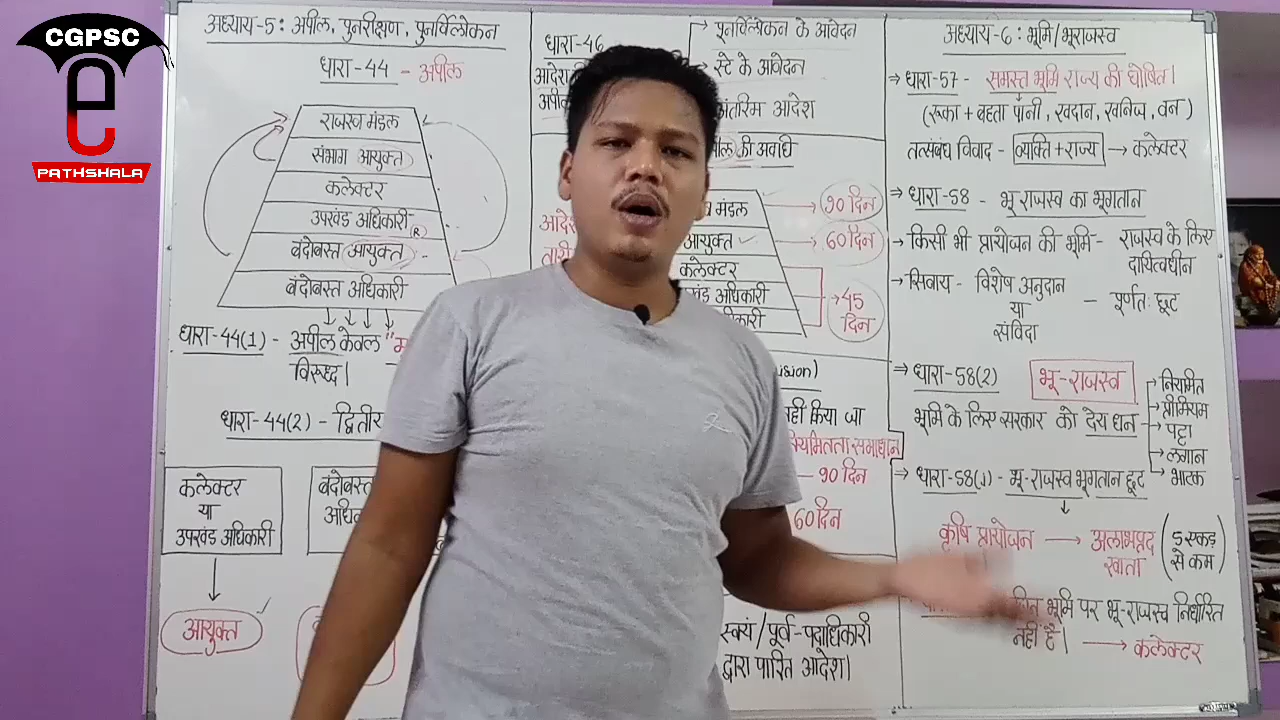 CGPSC
e
PATHSHALA
अध्याय-5: अपील, पुनरीक्षण, पुनर्विलोकन
धारा-44 - अपील
राजस्व मंडल
संभाग आयुक्त
कलेक्टर
उपखंड अधिकारी
(R)
बंदोबस्त (आयुक्त)
बंदोबस्त अधिकारी
धारा-44(1) - अपील केवल
विरुद्ध।
धारा-44(2) - द्वितीय
कलेक्टर
या
उपखंड अधिकारी
बंदोबस्त
आयुक्त
धारा-46
पुनर्विलोकन के आवेदन
स्टे के आवेदन
अंतरिम आदेश
की अवधि
मंडल
90 दिन
आयुक्त
60 दिन
कलेक्टर
अधिकारी
45
दिन
नही किया जा
समाधान
- 90 दिन
60 दिन
स्वयं/पूर्व-पदाधिकारी
द्वारा पारित आदेश।
अध्याय-6: भूमि/भूराजस्व
→ धारा-57 - समस्त भूमि राज्य की घोषित।
(रूका + बहता पानी, खदान, खनिज, वन)
तत्संबंध विवाद - व्यक्ति + राज्य → कलेक्टर
→ धारा-58 - भू राजस्व का भूगतान
→ किसी भी प्रायोजन की भूमि - राजस्व के लिए
दायित्वधीन
→ सिवाय - विशेष अनुदान
या - पूर्णतः छूट
संविदा
→ धारा-58(2) भू-राजस्व
भूमि के लिए सरकार को देय धन
नियमित
प्रीमियम
पट्टा
लगान
भाटक
→ धारा-58(1) - भू-राजस्व भूगतान छूट
कृषि प्रायोजन → अलाभप्रद
खाता
(5 एकड़
से कम)
भूमि पर भू-राजस्व निर्धारित
नहीं है। → कलेक्टर